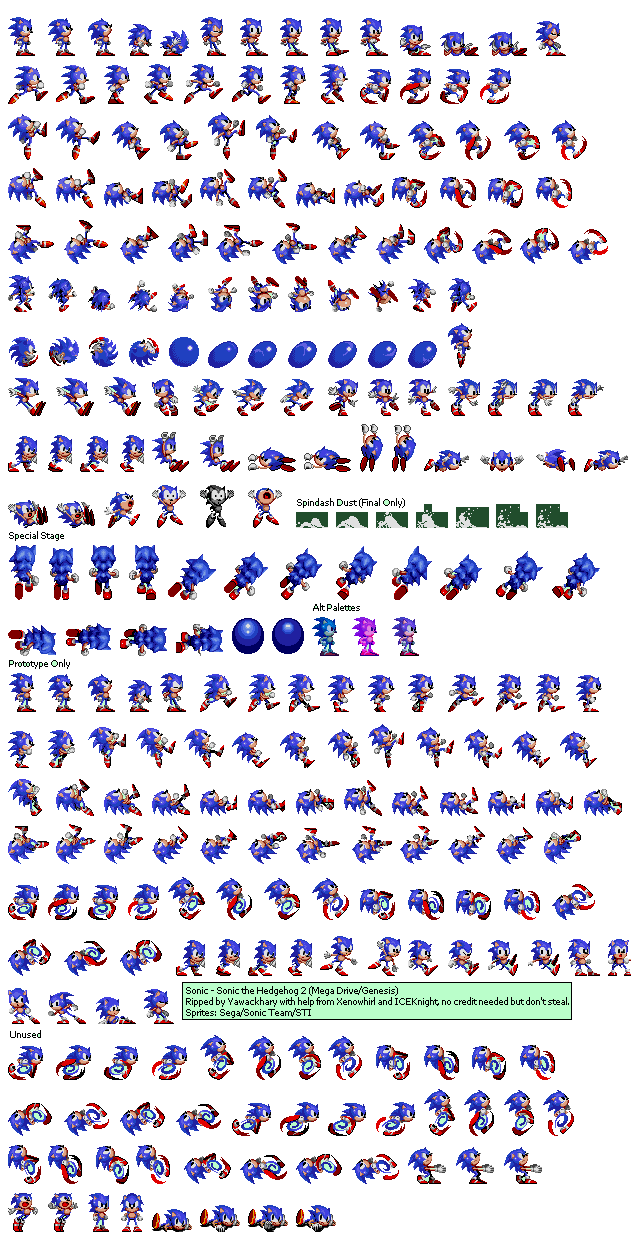 Spindash Dust (Final Only)
Special Stage
Alt Palettes
Prototype Only
Sonic - Sonic the Hedgehog 2 (Mega Drive/Genesis)
Ripped by Yawackhary with help from Xenowhirl and ICEKnight, no credit needed but don't steal.
Sprites: Sega/Sonic Team/STI
Unused